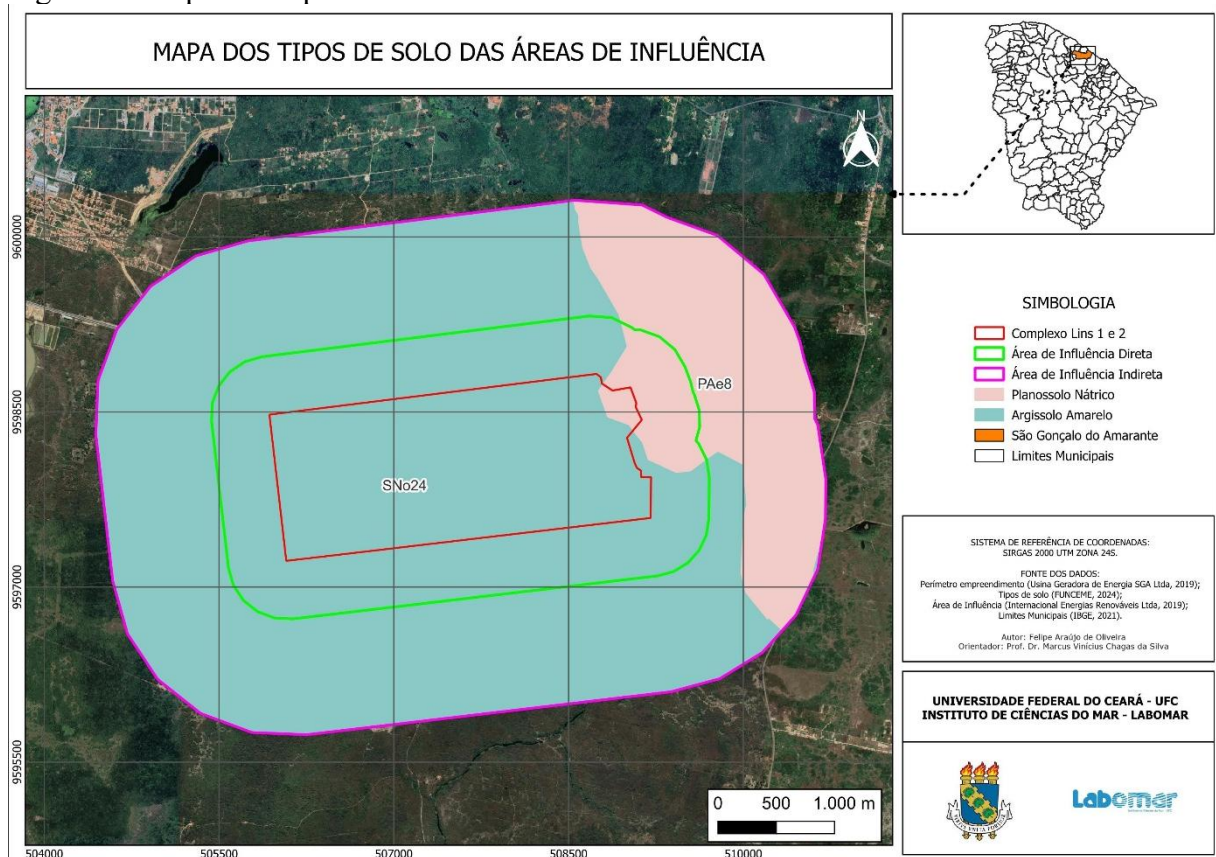 MAPA DOS TIPOS DE SOLO DAS ÁREAS DE INFLUÊNCIA
N
9600000
9598500
9597000
9595500
504000
505500
507000
508500
510000
PAe8
SNo24
0 500 1.000 m
SIMBOLOGIA
Complexo Lins 1 e 2
Área de Influência Direta
Área de Influência Indireta
Planossolo Nátrico
Argissolo Amarelo
São Gonçalo do Amarante
Limites Municipais
SISTEMA DE REFERÊNCIA DE COORDENADAS:
SIRGAS 2000 UTM ZONA 24S.
FONTE DOS DADOS:
Perímetro empreendimento (Usina Geradora de Energia SGA Ltda, 2019);
Tipos de solo (FUNCEME, 2024);
Área de Influência (Internacional Energias Renováveis Ltda, 2019);
Limites Municipais (IBGE, 2021).
Autor: Felipe Araújo de Oliveira
Orientador: Prof. Dr. Marcus Vinícius Chagas da Silva
UNIVERSIDADE FEDERAL DO CEARÁ - UFC
INSTITUTO DE CIÊNCIAS DO MAR - LABOMAR
Labomar